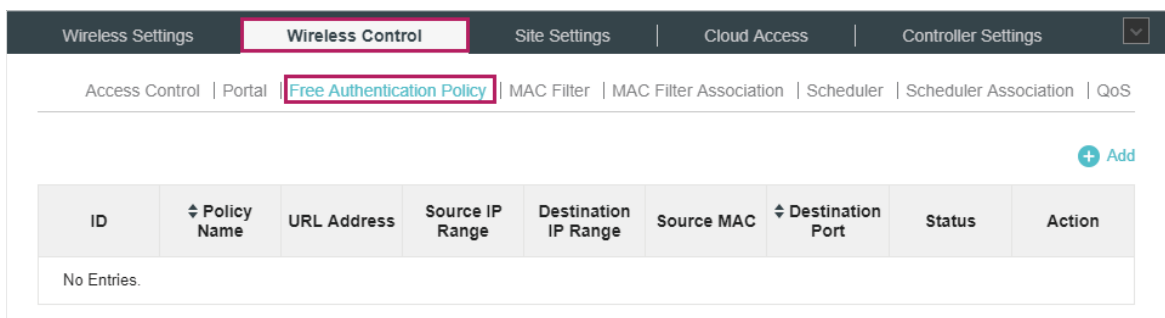 Wireless Settings Wireless Control Site Settings | Cloud Access | Controller Settings
Access Control | Portal | Free Authentication Policy | MAC Filter | MAC Filter Association | Scheduler | Scheduler Association | QoS
Add
ID Policy Name URL Address Source IP Range Destination IP Range Source MAC Destination Port Status Action
No Entries.